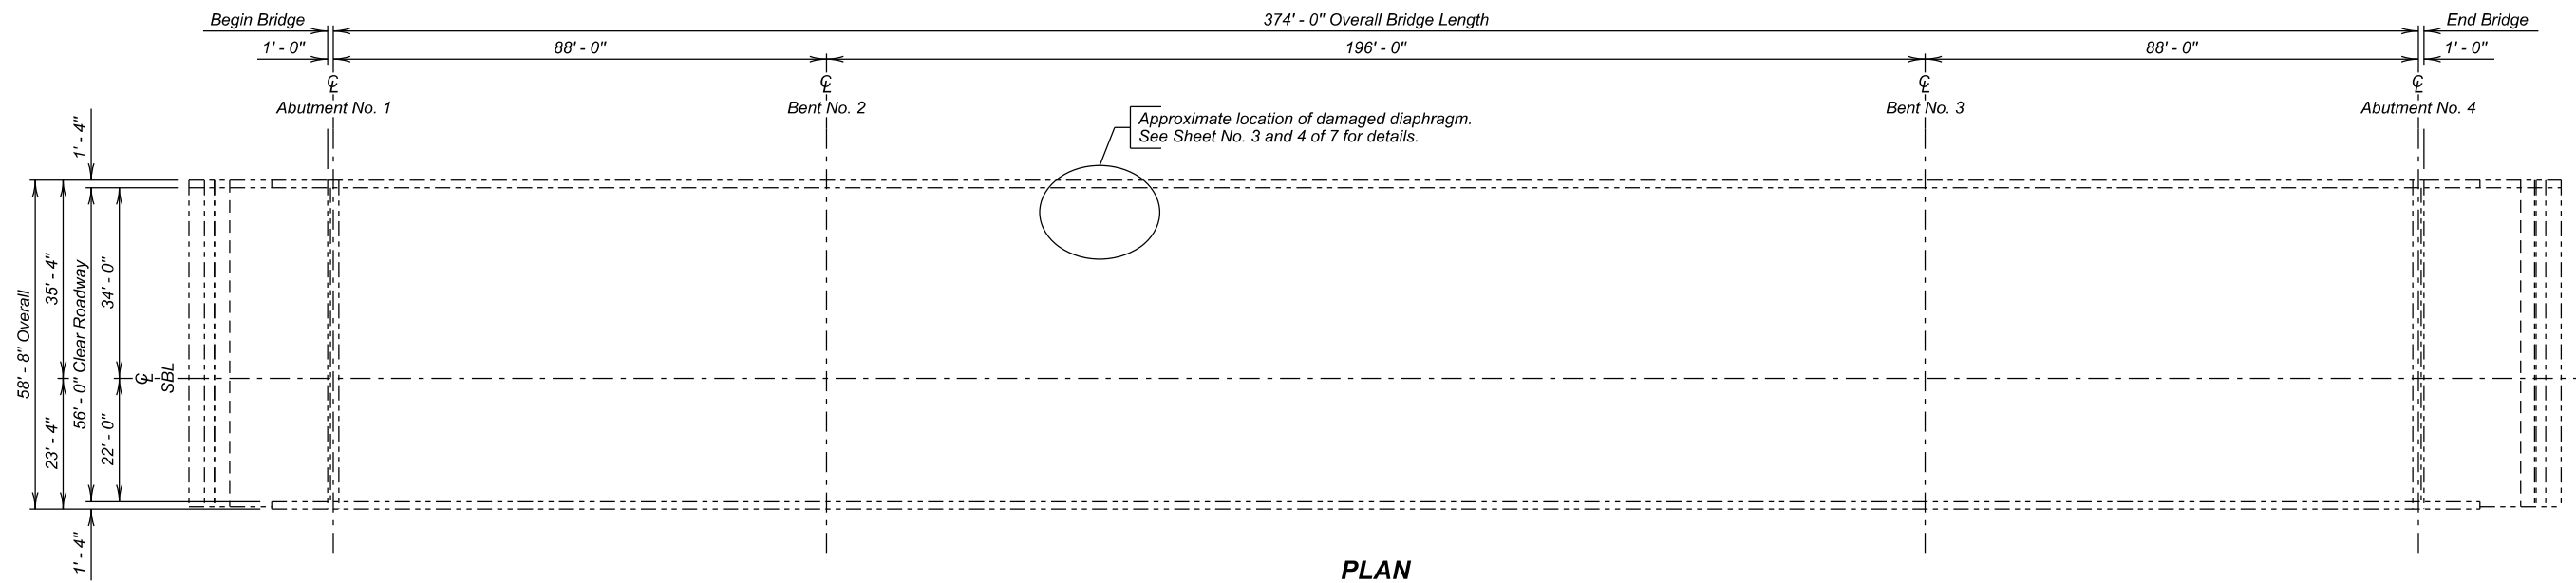 Begin Bridge
374' - 0" Overall Bridge Length
End Bridge
1' - 0"
88' - 0"
196' - 0"
88' - 0"
1' - 0"
℄
℄
℄
℄
Abutment No. 1
Bent No. 2
Bent No. 3
Abutment No. 4
Approximate location of damaged diaphragm.
See Sheet No. 3 and 4 of 7 for details.
1' - 4"
58' - 8" Overall
35' - 4"
56' - 0" Clear Roadway
34' - 0"
℄
SBL
23' - 4"
22' - 0"
1' - 4"
PLAN